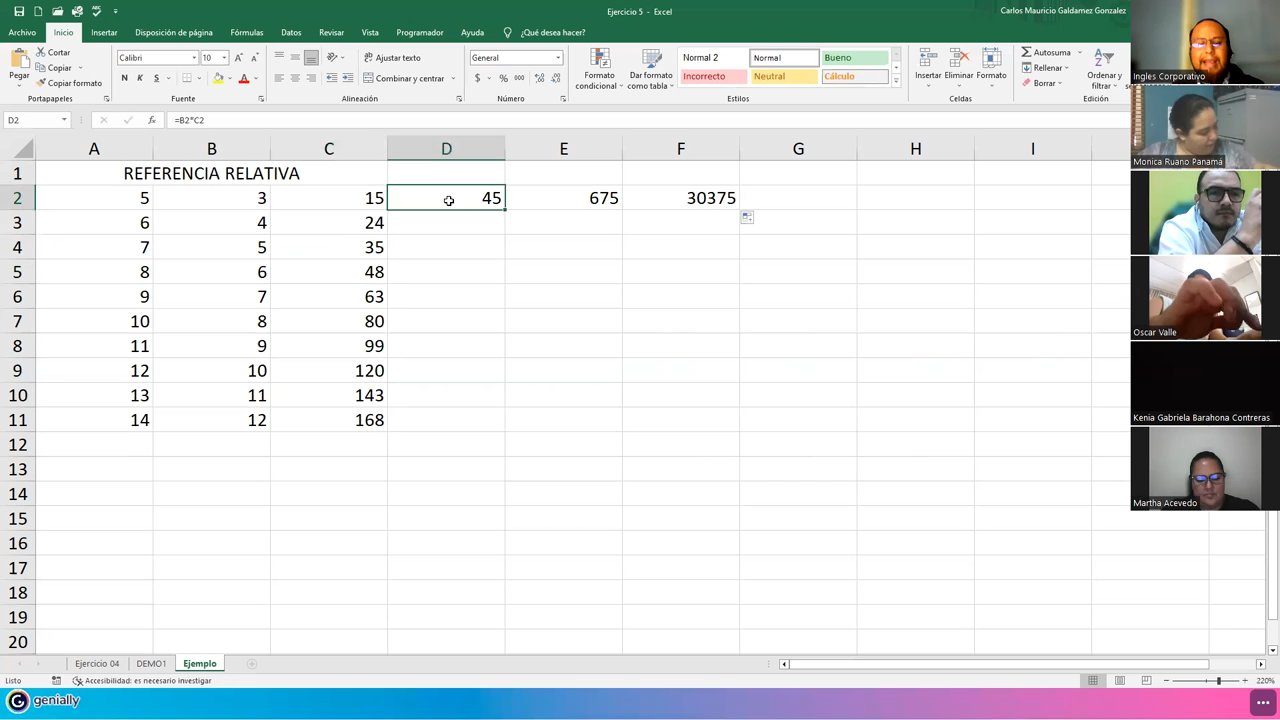 Ejercicio 5 - Excel
Carlos Mauricio Galdamez Gonzalez
Archivo Inicio Insertar Disposición de página Fórmulas Datos Revisar Vista Programador Ayuda ¿Qué desea hacer?
Pegar
Cortar
Copiar
Copiar formato
Portapapeles
Calibri 10
N K S
Fuente
Ajustar texto
Combinar y centrar
Alineación
General
Número
Formato condicional
Dar formato como tabla
Normal 2 Normal Bueno
Incorrecto Neutral Cálculo
Estilos
Insertar Eliminar Formato
Celdas
Autosuma
Rellenar
Borrar
Ordenar y filtrar
Edición
D2 fx =B2*C2
A B C D E F G H I
1 REFERENCIA RELATIVA
2 5 3 15 45 675 30375
3 6 4 24
4 7 5 35
5 8 6 48
6 9 7 63
7 10 8 80
8 11 9 99
9 12 10 120
10 13 11 143
11 14 12 168
12
13
14
15
16
17
18
19
20
Ejercicio 04 DEMO1 Ejemplo
Listo Accesibilidad: es necesario investigar 220%
genially
Ingles Corporativo
Monica Ruano Panamá
Oscar Valle
Kenia Gabriela Barahona Contreras
Martha Acevedo